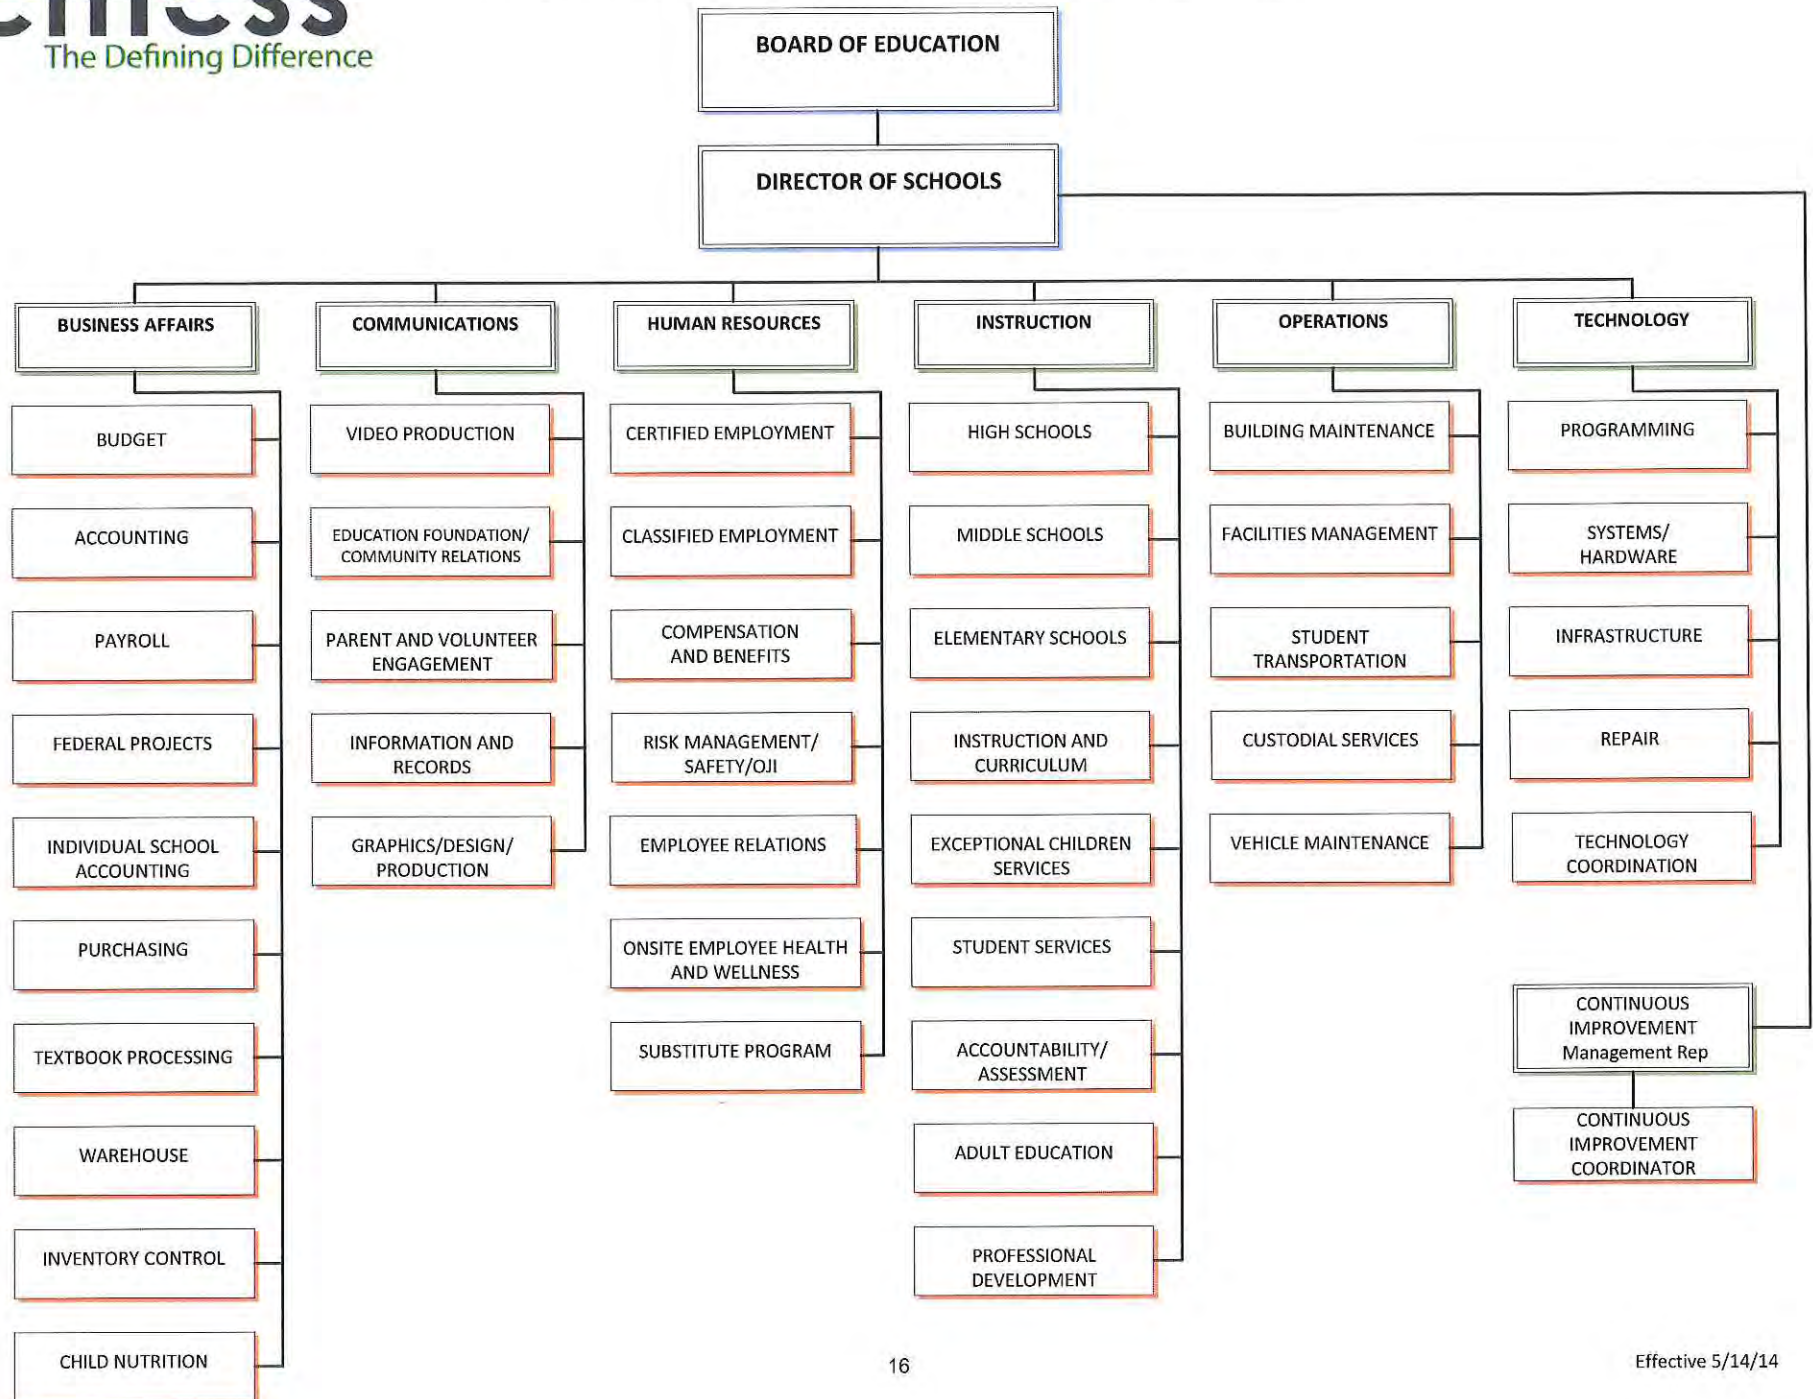 The Defining Difference
BOARD OF EDUCATION
DIRECTOR OF SCHOOLS
BUSINESS AFFAIRS
BUDGET
ACCOUNTING
PAYROLL
FEDERAL PROJECTS
INDIVIDUAL SCHOOL
ACCOUNTING
PURCHASING
TEXTBOOK PROCESSING
WAREHOUSE
INVENTORY CONTROL
CHILD NUTRITION
COMMUNICATIONS
VIDEO PRODUCTION
EDUCATION FOUNDATION/
COMMUNITY RELATIONS
PARENT AND VOLUNTEER
ENGAGEMENT
INFORMATION AND
RECORDS
GRAPHICS/DESIGN/
PRODUCTION
HUMAN RESOURCES
CERTIFIED EMPLOYMENT
CLASSIFIED EMPLOYMENT
COMPENSATION
AND BENEFITS
RISK MANAGEMENT/
SAFETY/OJI
EMPLOYEE RELATIONS
ONSITE EMPLOYEE HEALTH
AND WELLNESS
SUBSTITUTE PROGRAM
INSTRUCTION
HIGH SCHOOLS
MIDDLE SCHOOLS
ELEMENTARY SCHOOLS
INSTRUCTION AND
CURRICULUM
EXCEPTIONAL CHILDREN
SERVICES
STUDENT SERVICES
ACCOUNTABILITY/
ASSESSMENT
ADULT EDUCATION
PROFESSIONAL
DEVELOPMENT
OPERATIONS
BUILDING MAINTENANCE
FACILITIES MANAGEMENT
STUDENT
TRANSPORTATION
CUSTODIAL SERVICES
VEHICLE MAINTENANCE
TECHNOLOGY
PROGRAMMING
SYSTEMS/
HARDWARE
INFRASTRUCTURE
REPAIR
TECHNOLOGY
COORDINATION
CONTINUOUS
IMPROVEMENT
Management Rep
CONTINUOUS
IMPROVEMENT
COORDINATOR
16
Effective 5/14/14